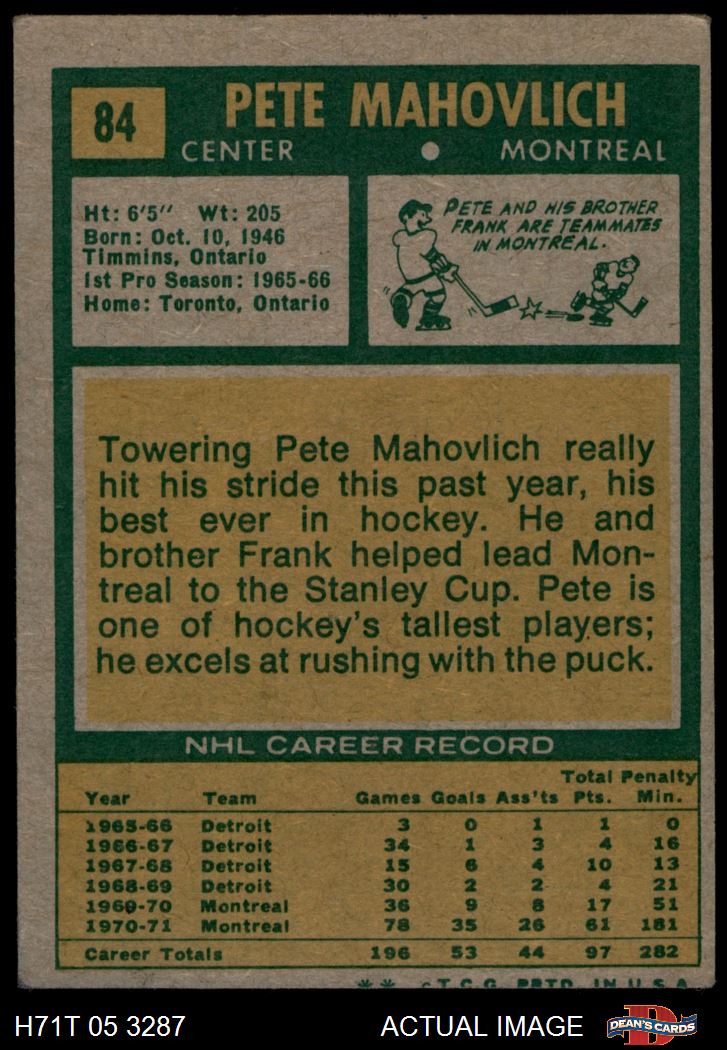 84
PETE MAHOVLICH
CENTER • MONTREAL
Ht: 6'5" Wt: 205
Born: Oct. 10, 1946
Timmins, Ontario
1st Pro Season: 1965-66
Home: Toronto, Ontario
PETE AND HIS BROTHER
FRANK ARE TEAMMATES
IN MONTREAL.
Towering Pete Mahovlich really
hit his stride this past year, his
best ever in hockey. He and
brother Frank helped lead Mon-
treal to the Stanley Cup. Pete is
one of hockey's tallest players;
he excels at rushing with the puck.
NHL CAREER RECORD
Total Penalty
Year Team Games Goals Ass'ts Pts. Min.
1965-66 Detroit 3 0 1 1 0
1966-67 Detroit 34 1 3 4 16
1967-68 Detroit 15 6 4 10 13
1968-69 Detroit 30 2 2 4 21
1969-70 Montreal 36 9 8 17 51
1970-71 Montreal 78 35 26 61 181
Career Totals 196 53 44 97 282
** ©T.C.G. PRTD. IN U.S.A.
H71T 05 3287
ACTUAL IMAGE
DEAN'S CARDS